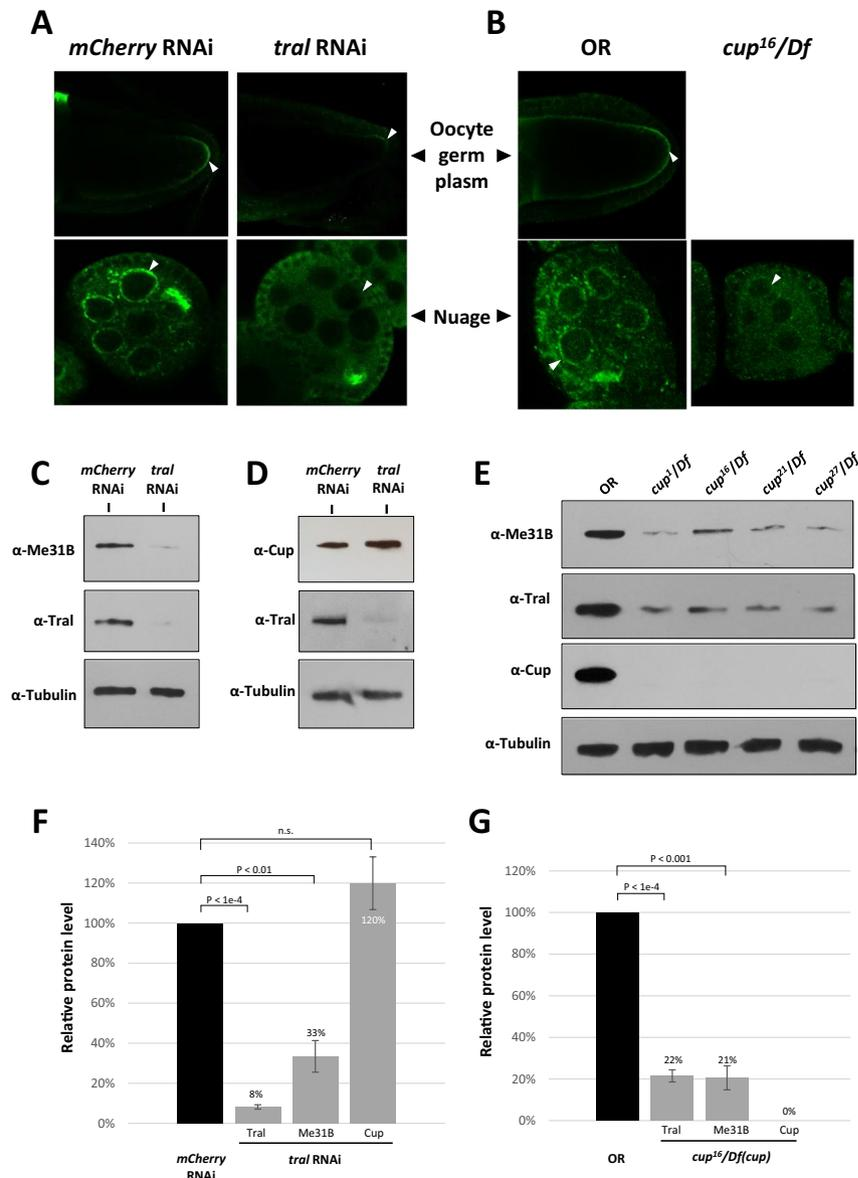 A
B
mCherry RNAi
tral RNAi
OR
cup16/Df
Oocyte
germ
plasm
Nuage
C
mCherry
RNAi
tral
RNAi
α-Me31B
α-Tral
α-Tubulin
D
mCherry
RNAi
tral
RNAi
α-Cup
α-Tral
α-Tubulin
E
OR
cup1/Df
cup16/Df
cup21/Df
cup27/Df
α-Me31B
α-Tral
α-Cup
α-Tubulin
F
Relative protein level
140%
120%
100%
80%
60%
40%
20%
0%
n.s.
P < 0.01
P < 1e-4
8%
33%
120%
Tral
Me31B
Cup
mCherry
RNAi
tral RNAi
G
Relative protein level
120%
100%
80%
60%
40%
20%
0%
P < 0.001
P < 1e-4
22%
21%
0%
Tral
Me31B
Cup
OR
cup16/Df(cup)